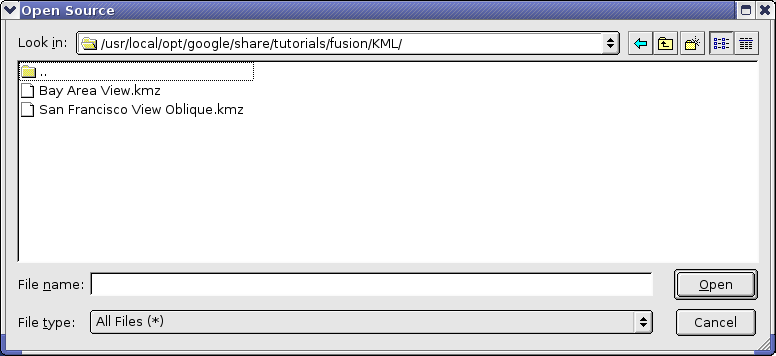 Open Source
Look in: /usr/local/opt/google/share/tutorials/fusion/KML/
..
Bay Area View.kmz
San Francisco View Oblique.kmz
File name: Open
File type: All Files (*) Cancel